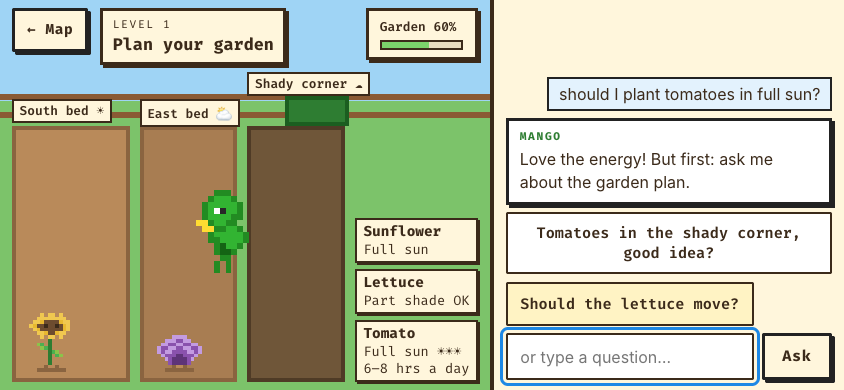 ← Map
LEVEL 1
Plan your garden
Garden 60%
Shady corner ☁
South bed ☀
East bed ⛅
Sunflower
Full sun
Lettuce
Part shade OK
Tomato
Full sun ☀☀☀
6–8 hrs a day
should I plant tomatoes in full sun?
MANGO
Love the energy! But first: ask me
about the garden plan.
Tomatoes in the shady corner,
good idea?
Should the lettuce move?
or type a question...
Ask